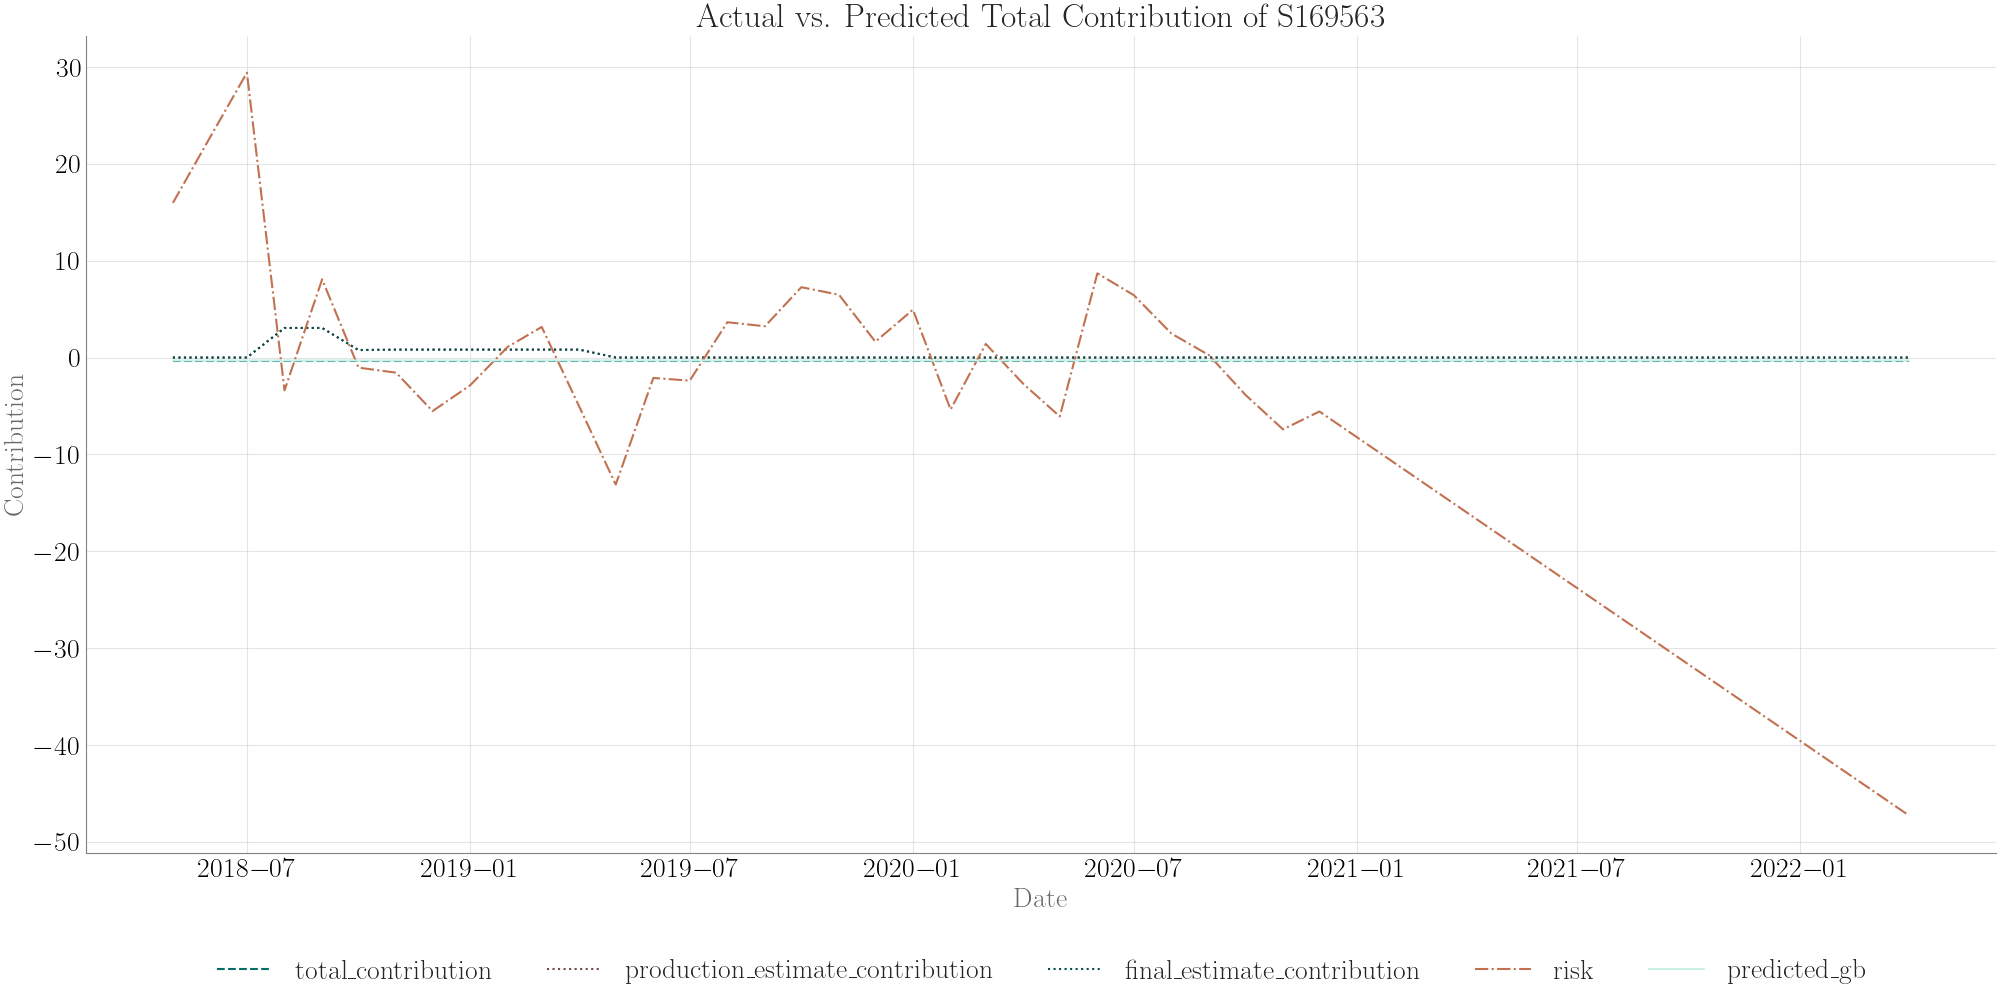 Actual vs. Predicted Total Contribution of S169563
30
20
10
0
−10
−20
−30
−40
−50
Contribution
2018−07 2019−01 2019−07 2020−01 2020−07 2021−01 2021−07 2022−01
Date
total_contribution production_estimate_contribution final_estimate_contribution risk predicted_gb